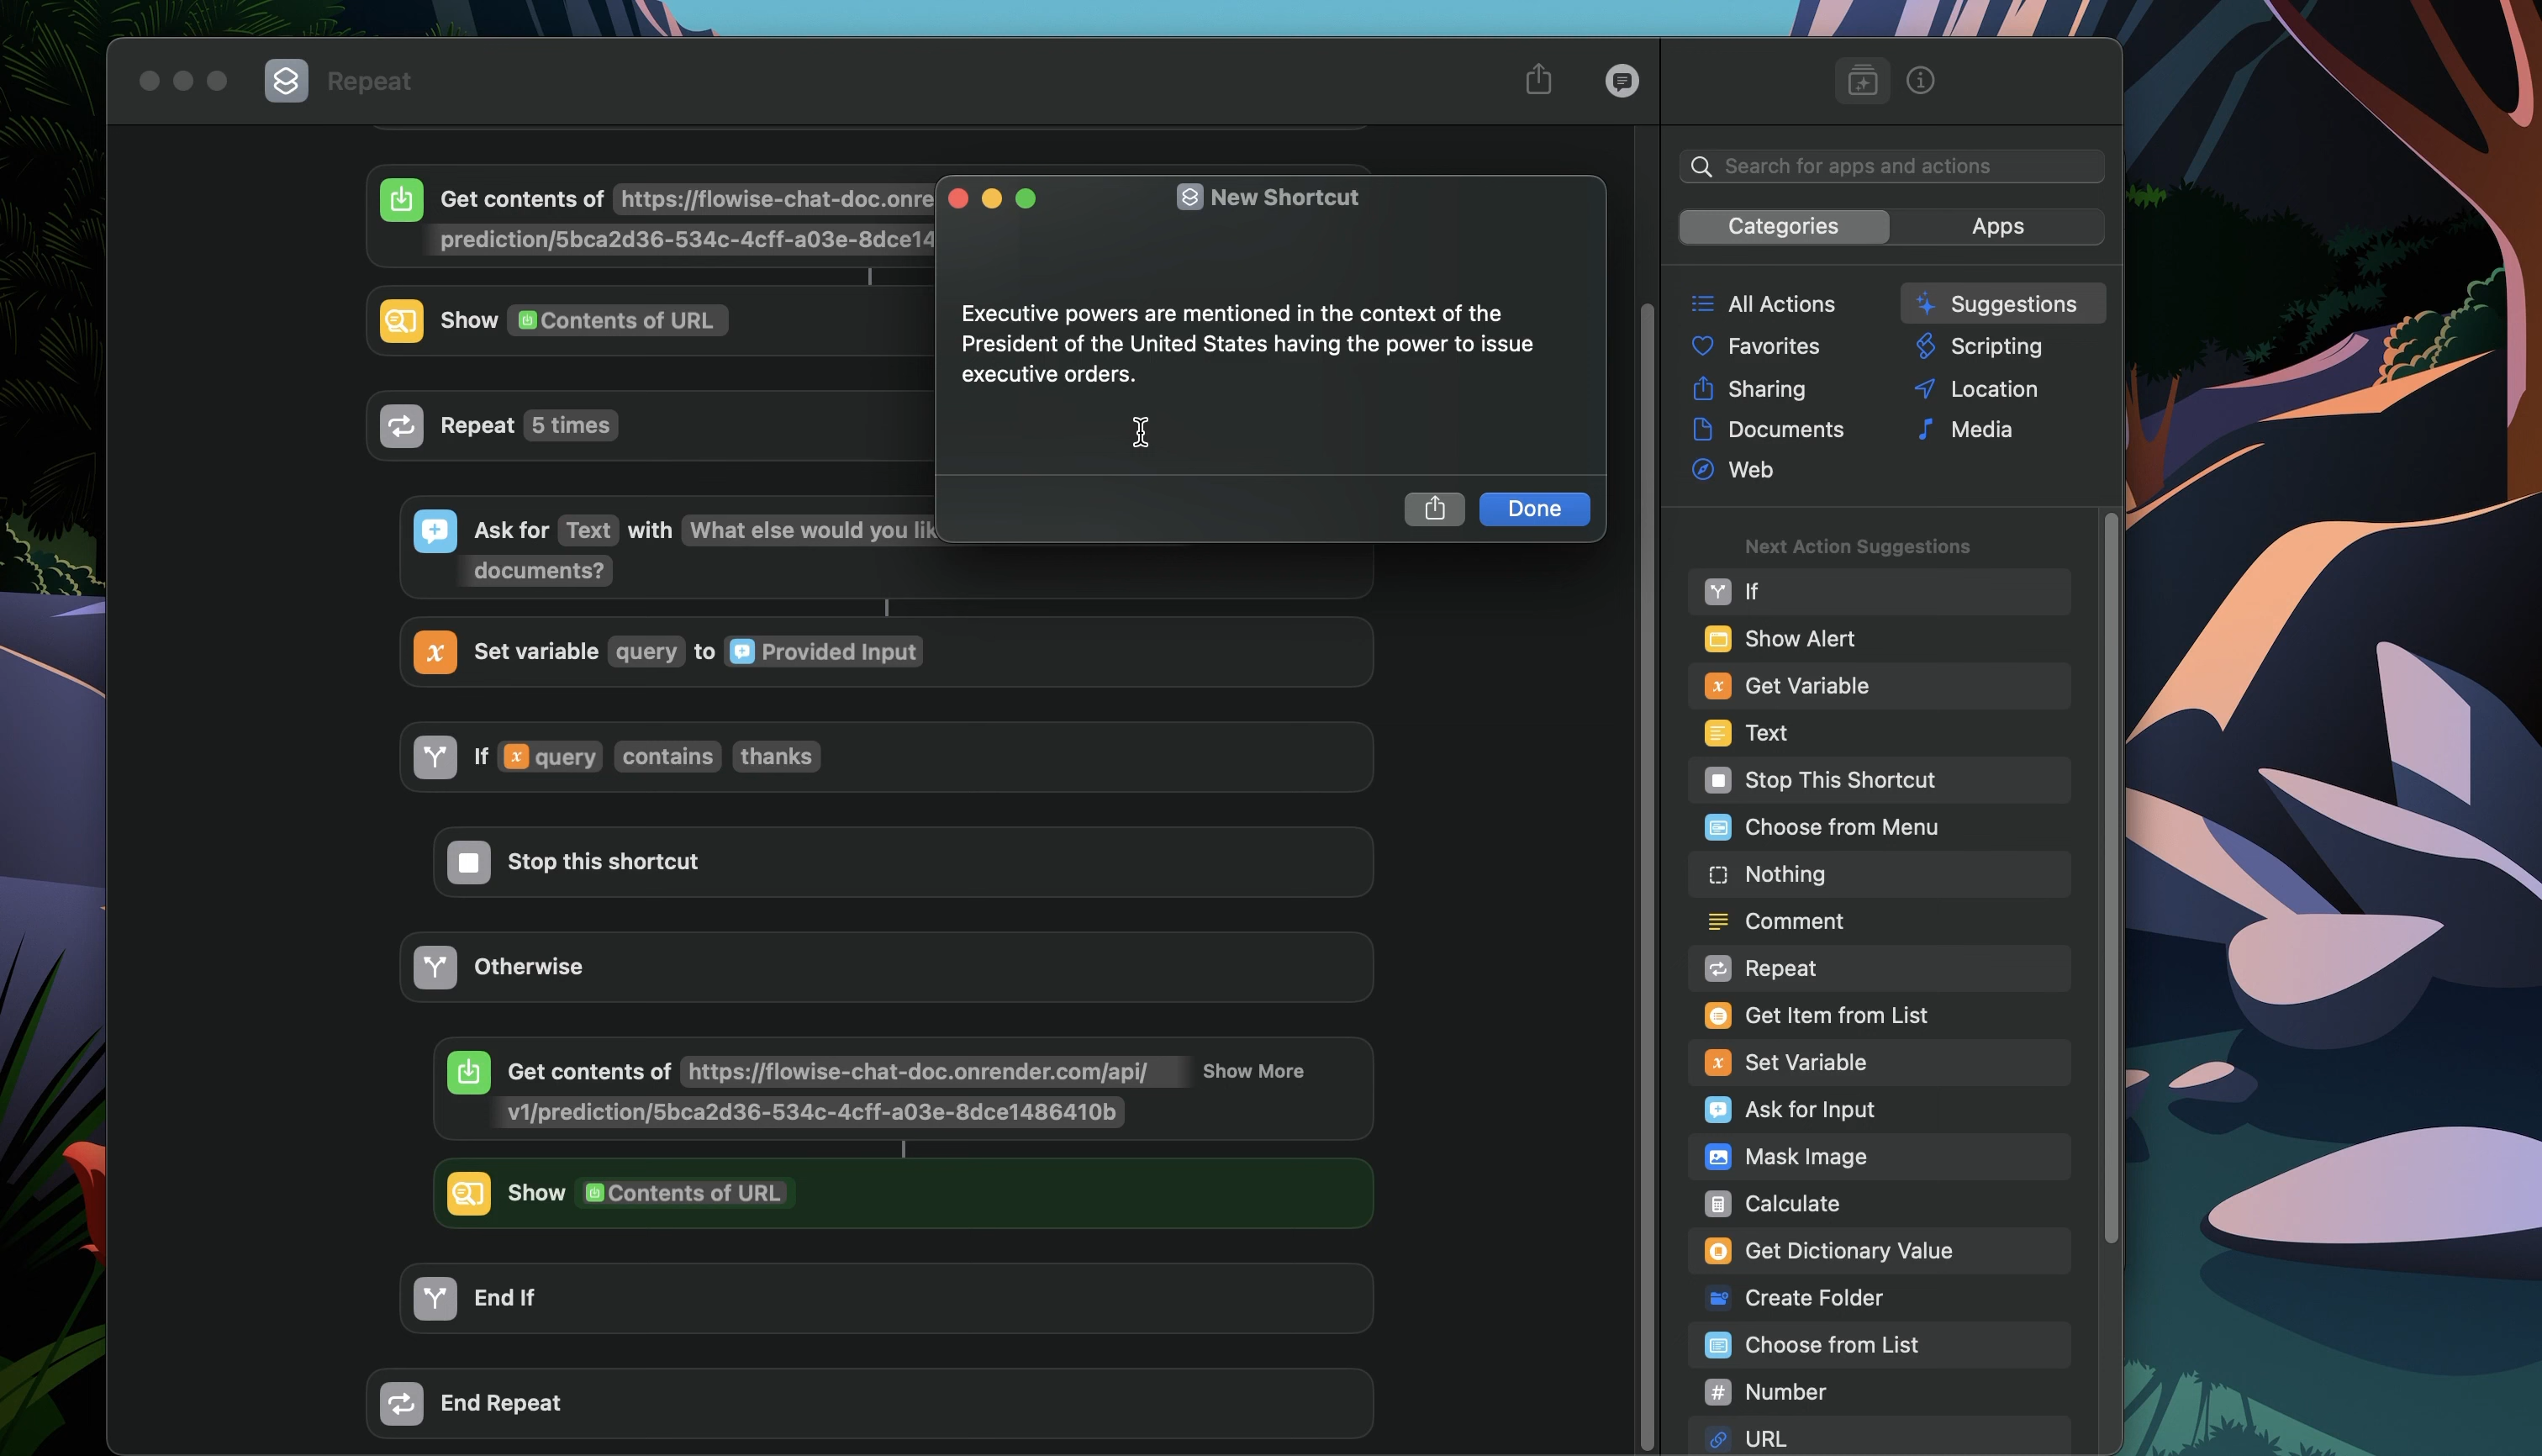 Repeat
Get contents of https://flowise-chat-doc.onre
prediction/5bca2d36-534c-4cff-a03e-8dce14
Show Contents of URL
Repeat 5 times
Ask for Text with What else would you lik
documents?
Set variable query to Provided Input
If query contains thanks
Stop this shortcut
Otherwise
Get contents of https://flowise-chat-doc.onrender.com/api/ Show More
v1/prediction/5bca2d36-534c-4cff-a03e-8dce1486410b
Show Contents of URL
End If
End Repeat
New Shortcut
Executive powers are mentioned in the context of the
President of the United States having the power to issue
executive orders.
Done
Search for apps and actions
Categories Apps
All Actions Suggestions
Favorites Scripting
Sharing Location
Documents Media
Web
Next Action Suggestions
If
Show Alert
Get Variable
Text
Stop This Shortcut
Choose from Menu
Nothing
Comment
Repeat
Get Item from List
Set Variable
Ask for Input
Mask Image
Calculate
Get Dictionary Value
Create Folder
Choose from List
Number
URL